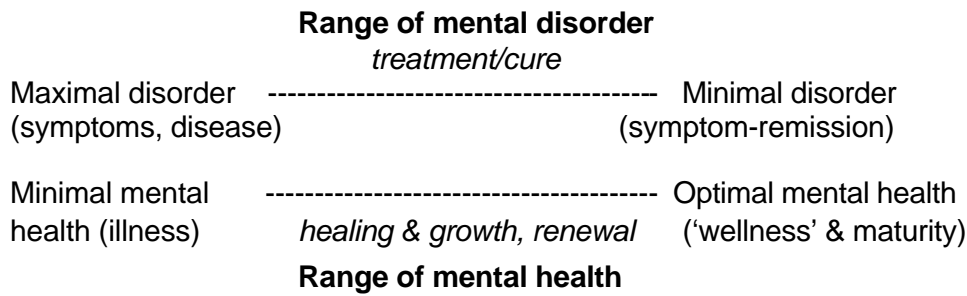 Range of mental disorder
treatment/cure
Maximal disorder --------------------------------------- Minimal disorder
(symptoms, disease) (symptom-remission)
Minimal mental --------------------------------------- Optimal mental health
health (illness) healing & growth, renewal (‘wellness’ & maturity)
Range of mental health